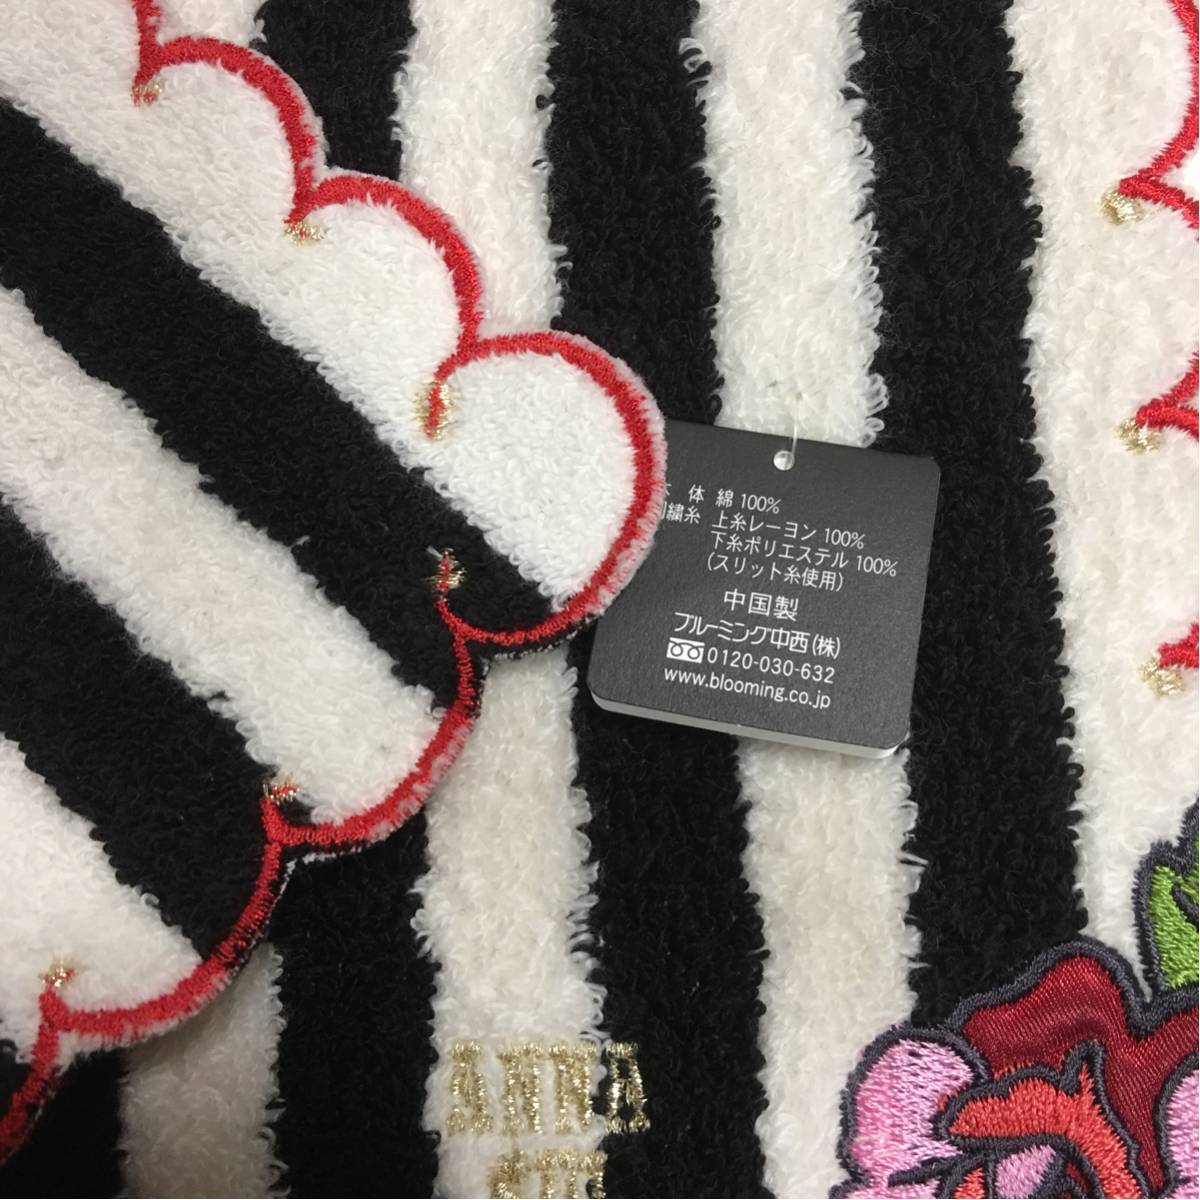 体 綿 100%
繍糸 上糸レーヨン 100%
下糸ポリエステル 100%
(スリット糸使用)
中国製
ブルーミング中西(株)
0120-030-632
www.blooming.co.jp
ANNA